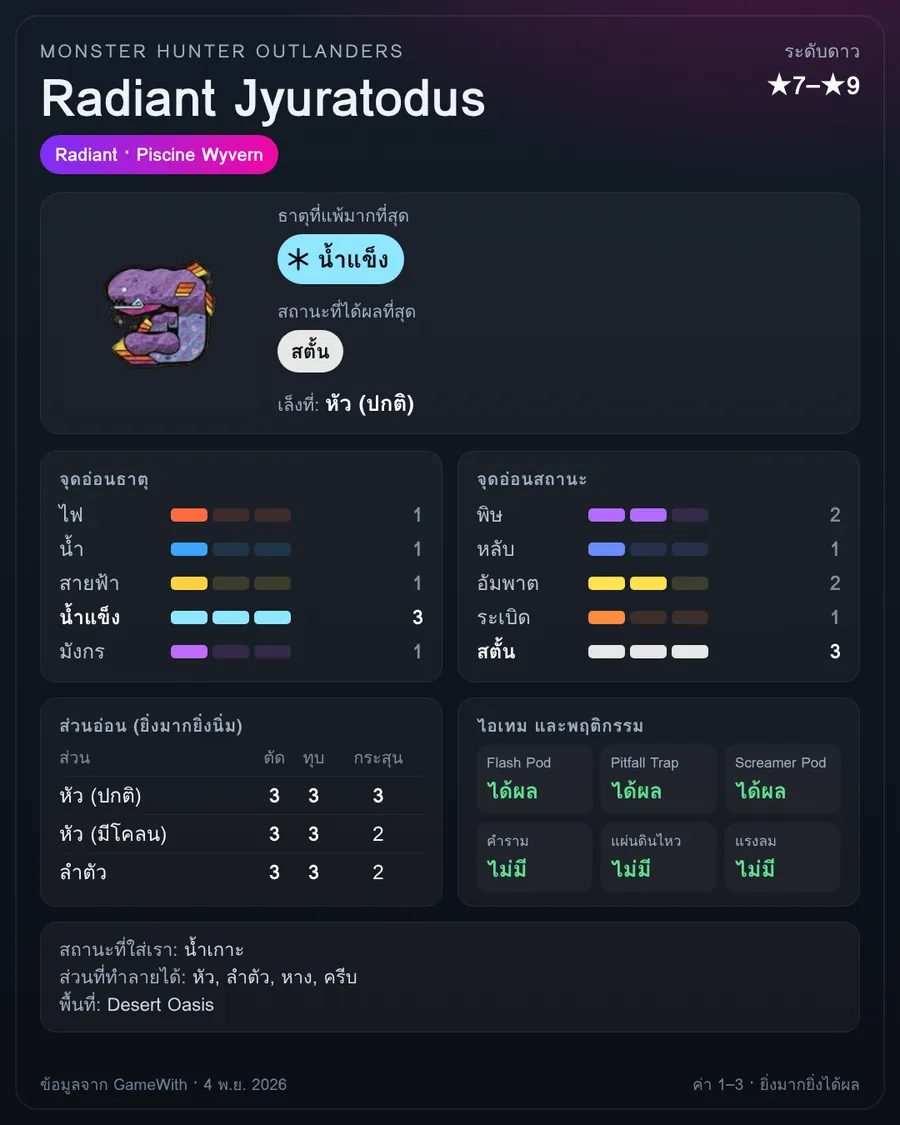 MONSTER HUNTER OUTLANDERS
ระดับดาว
Radiant Jyuratodus
★7–★9
Radiant · Piscine Wyvern
ธาตุที่แพ้มากที่สุด
น้ำแข็ง
สถานะที่ได้ผลที่สุด
สตั้น
เล็งที่: หัว (ปกติ)
จุดอ่อนธาตุ
ไฟ 1
น้ำ 1
สายฟ้า 1
น้ำแข็ง 3
มังกร 1
จุดอ่อนสถานะ
พิษ 2
หลับ 1
อัมพาต 2
ระเบิด 1
สตั้น 3
ส่วนอ่อน (ยิ่งมากยิ่งนิ่ม)
ส่วน ตัด ทุบ กระสุน
หัว (ปกติ) 3 3 3
หัว (มีโคลน) 3 3 2
ลำตัว 3 3 2
ไอเทม และพฤติกรรม
Flash Pod Pitfall Trap Screamer Pod
ได้ผล ได้ผล ได้ผล
คำราม แผ่นดินไหว แรงลม
ไม่มี ไม่มี ไม่มี
สถานะที่ใส่เรา: น้ำเกาะ
ส่วนที่ทำลายได้: หัว, ลำตัว, หาง, ครีบ
พื้นที่: Desert Oasis
ข้อมูลจาก GameWith · 4 พ.ย. 2026
ค่า 1–3 · ยิ่งมากยิ่งได้ผล